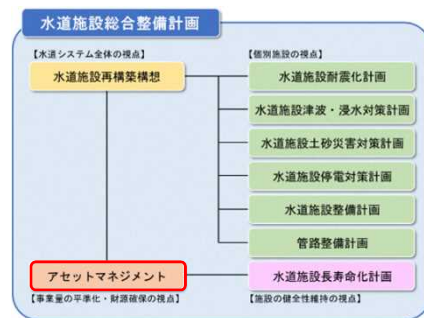 水道施設総合整備計画
【水道システム全体の視点】
水道施設再構築構想
【個別施設の視点】
水道施設耐震化計画
水道施設津波・浸水対策計画
水道施設土砂災害対策計画
水道施設停電対策計画
水道施設整備計画
管路整備計画
アセットマネジメント
【事業量の平準化・財源確保の視点】
水道施設長寿命化計画
【施設の健全性維持の視点】